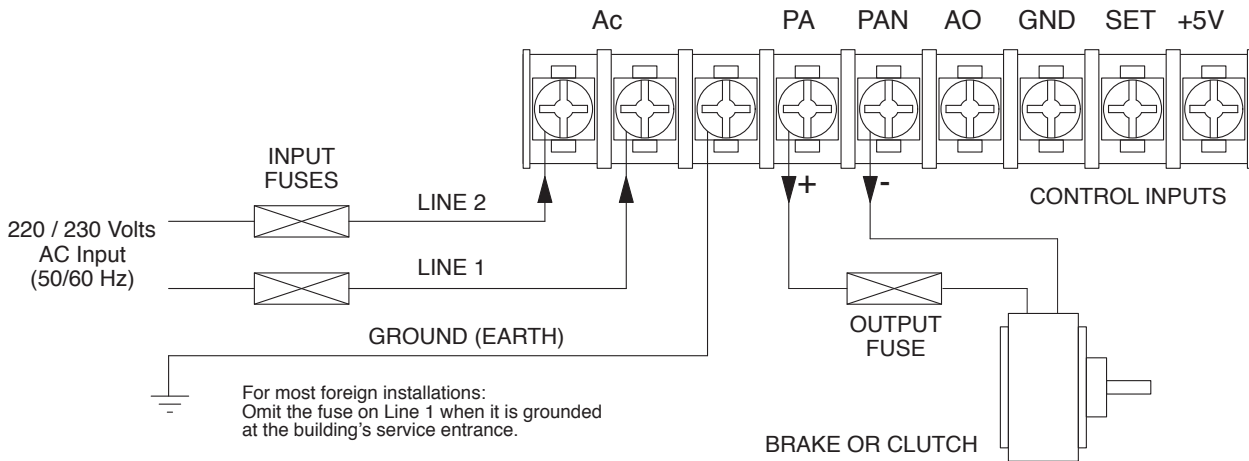 Ac PA PAN AO GND SET +5V
INPUT
FUSES
+ -
CONTROL INPUTS
LINE 2
220 / 230 Volts
AC Input
(50/60 Hz)
LINE 1
GROUND (EARTH)
OUTPUT
FUSE
For most foreign installations:
Omit the fuse on Line 1 when it is grounded
at the building’s service entrance.
BRAKE OR CLUTCH